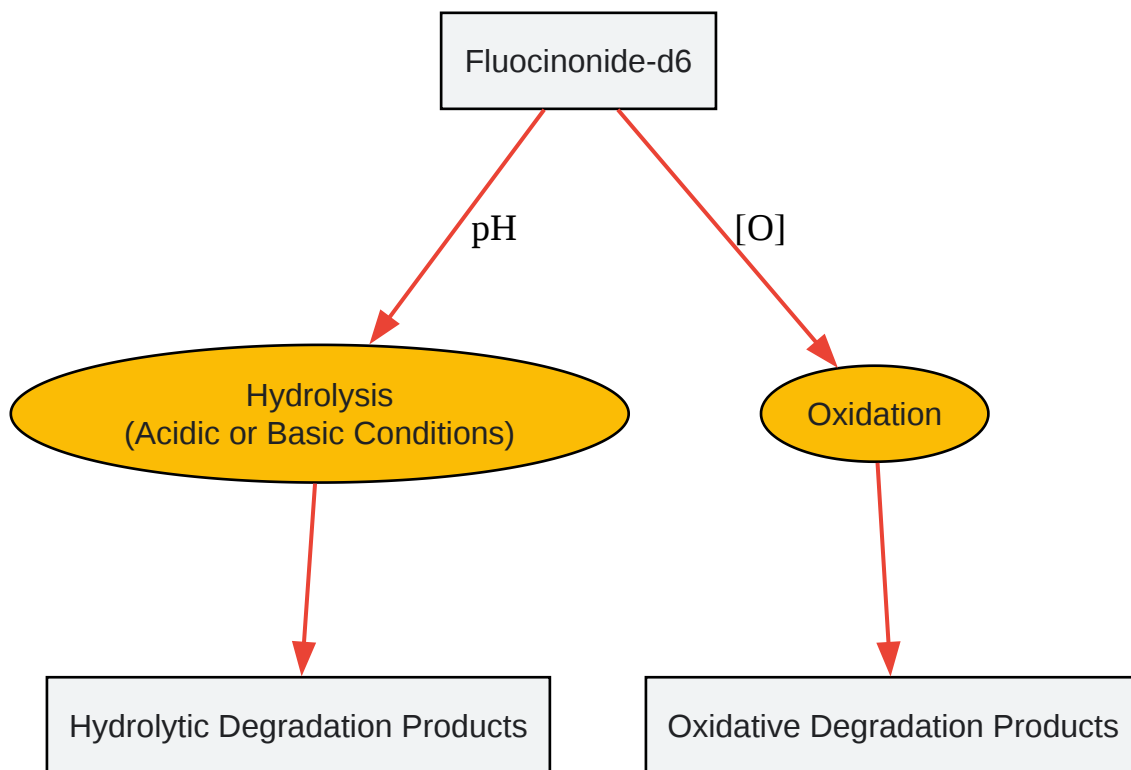 Fluocinonide-d6
pH
[O]
Hydrolysis
(Acidic or Basic Conditions)
Oxidation
Hydrolytic Degradation Products
Oxidative Degradation Products